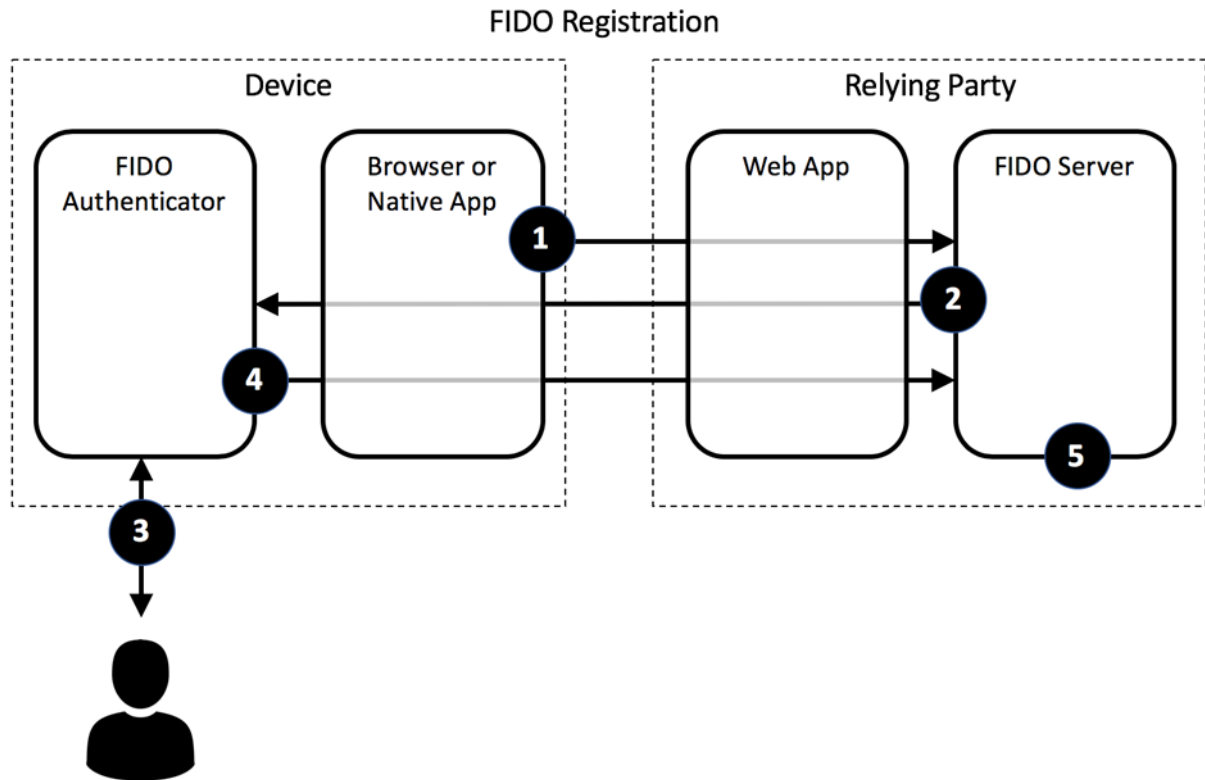 FIDO Registration
Device
Relying Party
FIDO
Authenticator
Browser or
Native App
Web App
FIDO Server
1
2
4
5
3